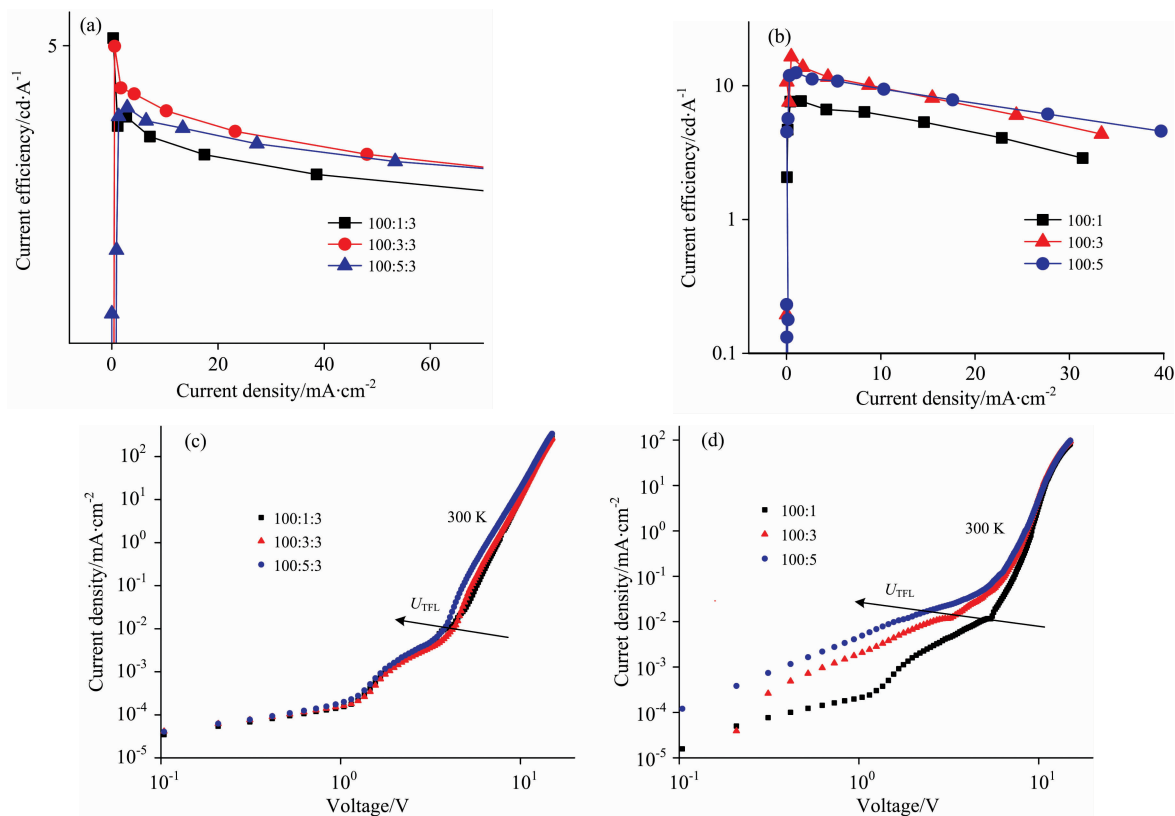 (a)
5
Current efficiency/cd·A⁻¹
100:1:3
100:3:3
100:5:3
0 20 40 60
Current density/mA·cm⁻²
(b)
10
1
0.1
Current efficiency/cd·A⁻¹
100:1
100:3
100:5
0 10 20 30 40
Current density/mA·cm⁻²
(c)
10²
10¹
10⁰
10⁻¹
10⁻²
10⁻³
10⁻⁴
10⁻⁵
Current density/mA·cm⁻²
100:1:3
100:3:3
100:5:3
300 K
U_TFL
10⁻¹ 10⁰ 10¹
Voltage/V
(d)
10²
10¹
10⁰
10⁻¹
10⁻²
10⁻³
10⁻⁴
10⁻⁵
Curret density/mA·cm⁻²
100:1
100:3
100:5
300 K
U_TFL
10⁻¹ 10⁰ 10¹
Voltage/V